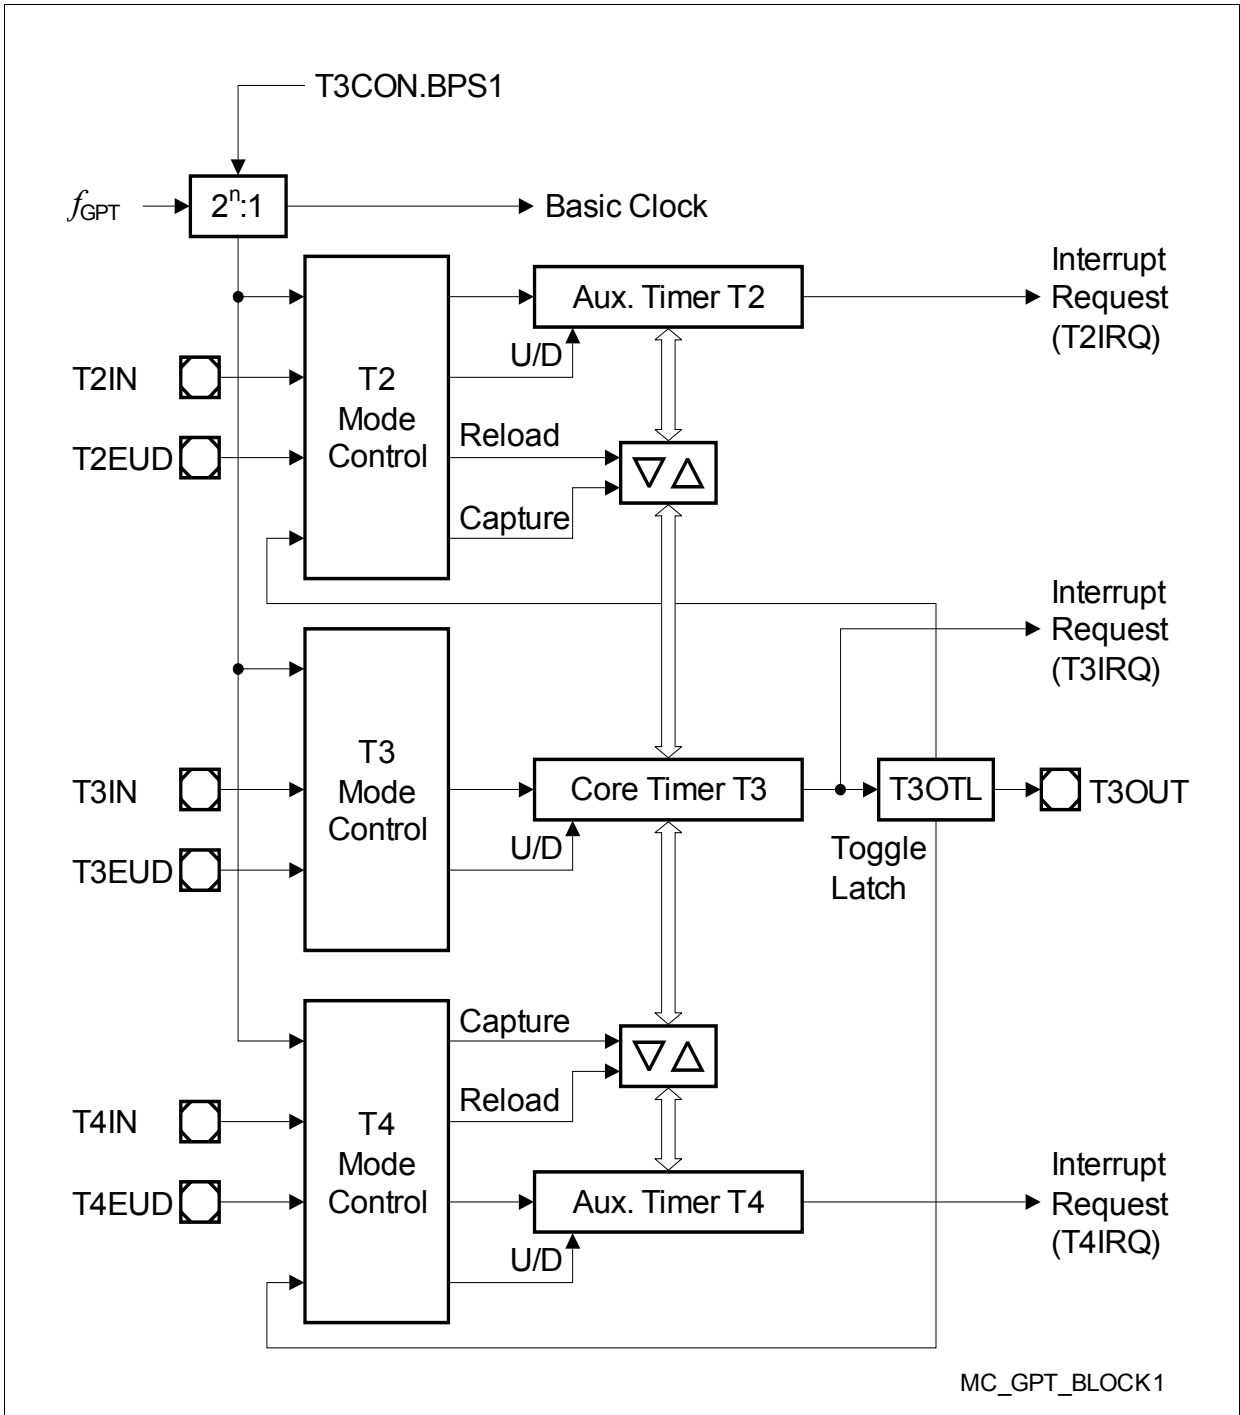 T3CON.BPS1
fGPT
2ⁿ:1
Basic Clock
Aux. Timer T2
Interrupt
Request
(T2IRQ)
U/D
T2IN
T2
Mode
Control
T2EUD
Reload
Capture
Interrupt
Request
(T3IRQ)
T3IN
T3
Mode
Control
Core Timer T3
T3OTL
T3OUT
U/D
Toggle
Latch
T3EUD
Capture
Reload
T4IN
T4
Mode
Control
T4EUD
Aux. Timer T4
Interrupt
Request
(T4IRQ)
U/D
MC_GPT_BLOCK1